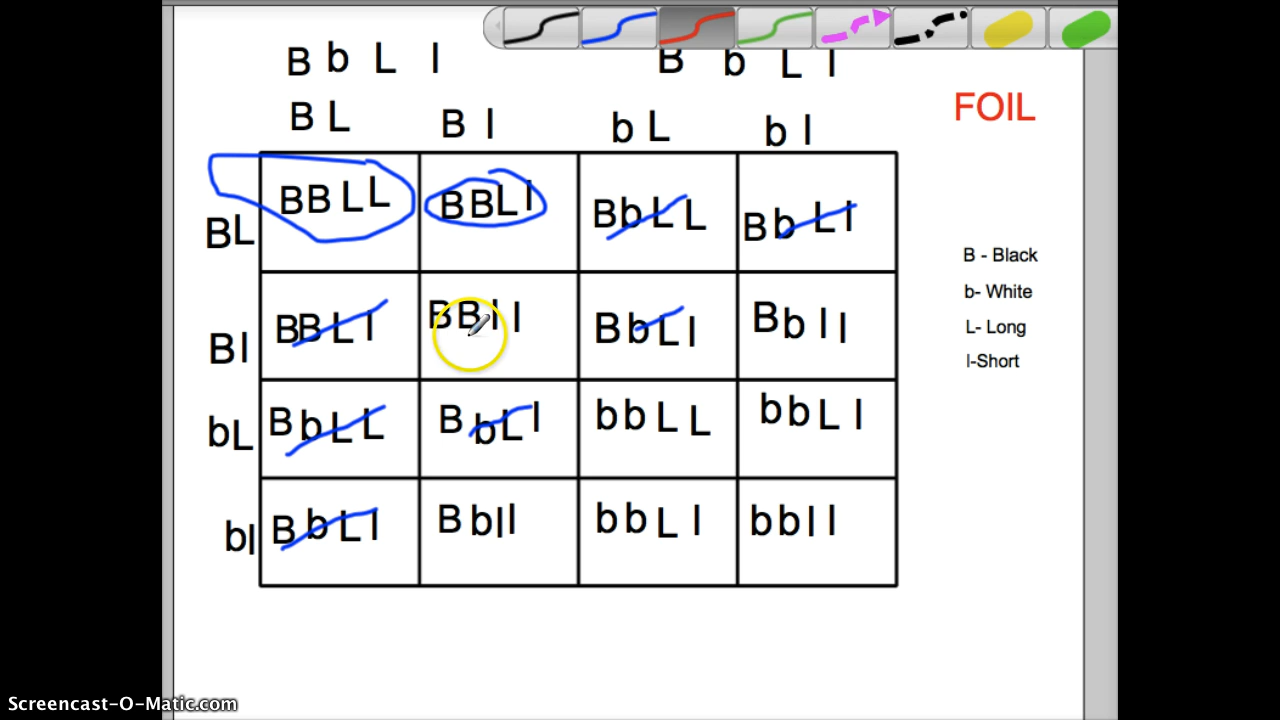 B b L l B b L l
FOIL
B L B l b L b l
BL BBLL BBLl BbLL BbLl
Bl BBLl BBll BbLl Bbll
bL BbLL BbLl bbLL bbLl
bl BbLl Bbll bbLl bbll
B - Black
b- White
L- Long
l-Short
Screencast-O-Matic.com